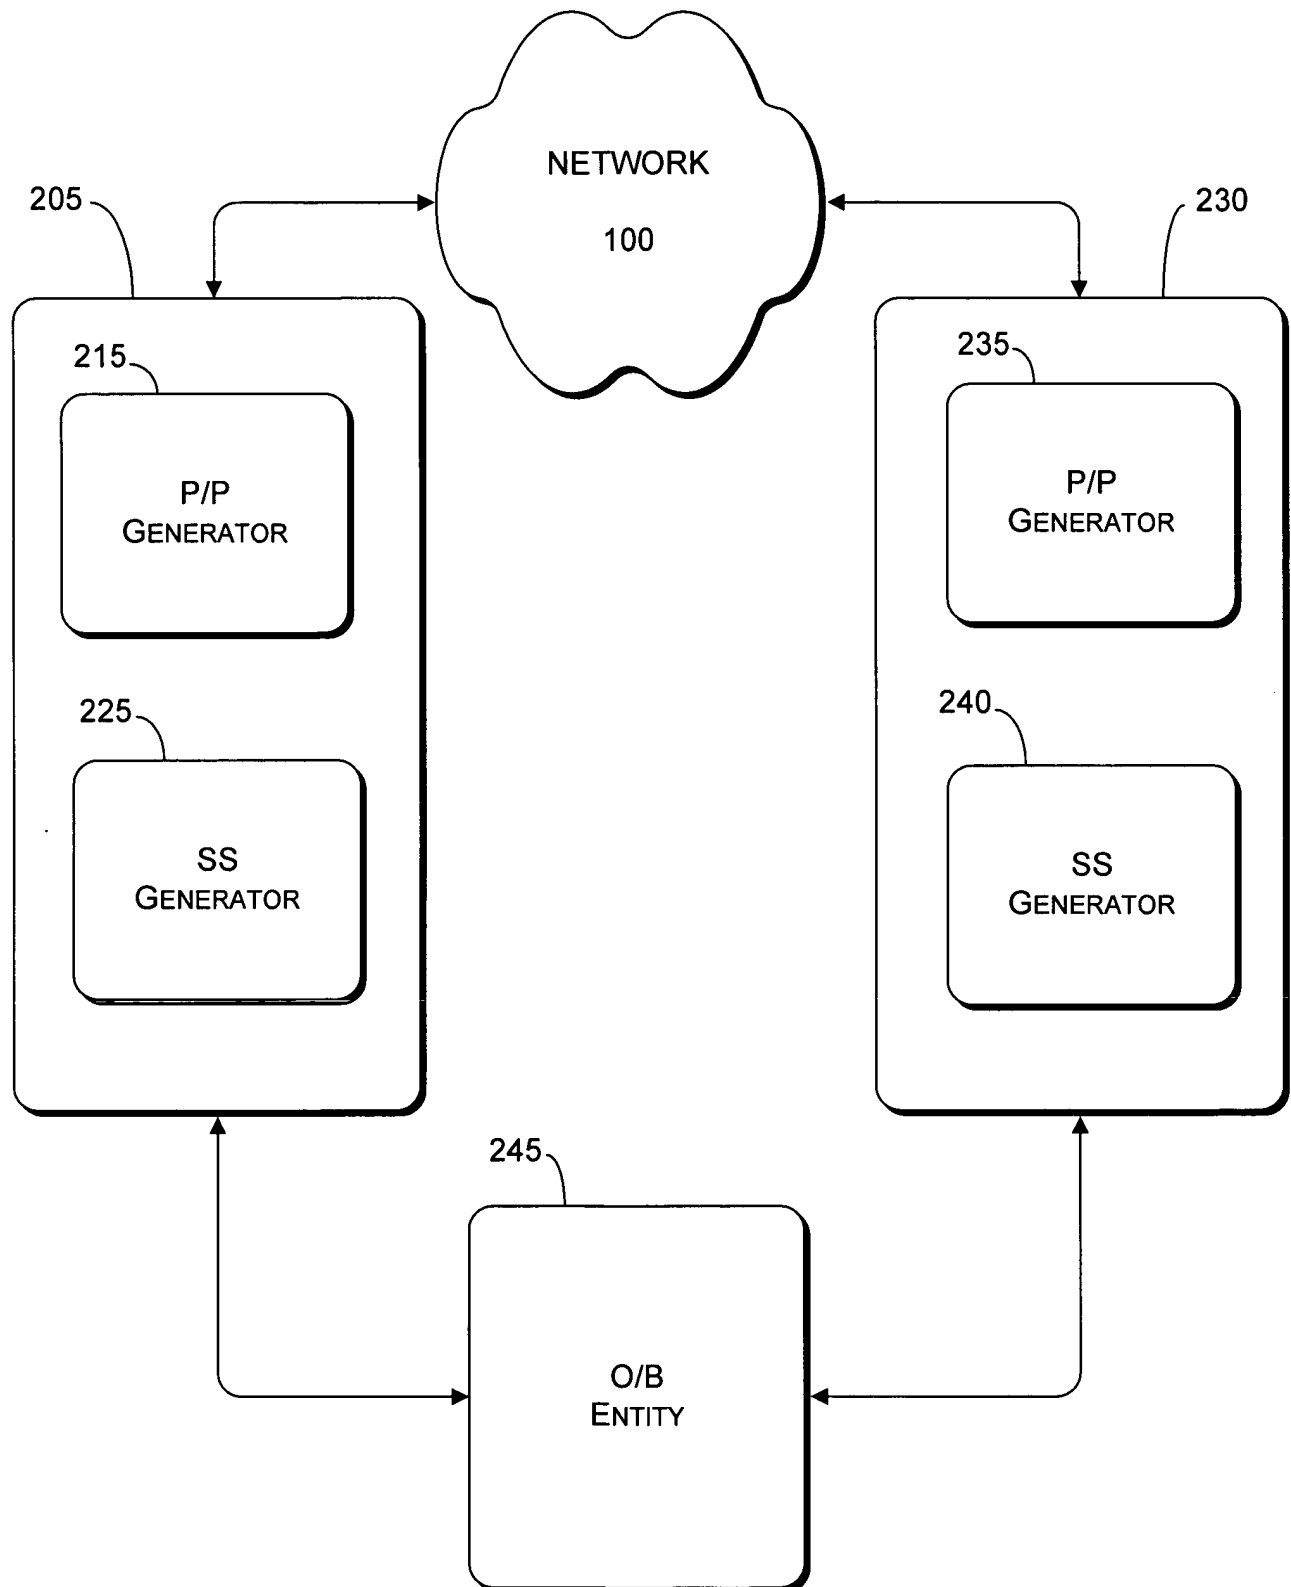 NETWORK
100
205
230
215
235
P/P
GENERATOR
P/P
GENERATOR
225
240
SS
GENERATOR
SS
GENERATOR
245
O/B
ENTITY